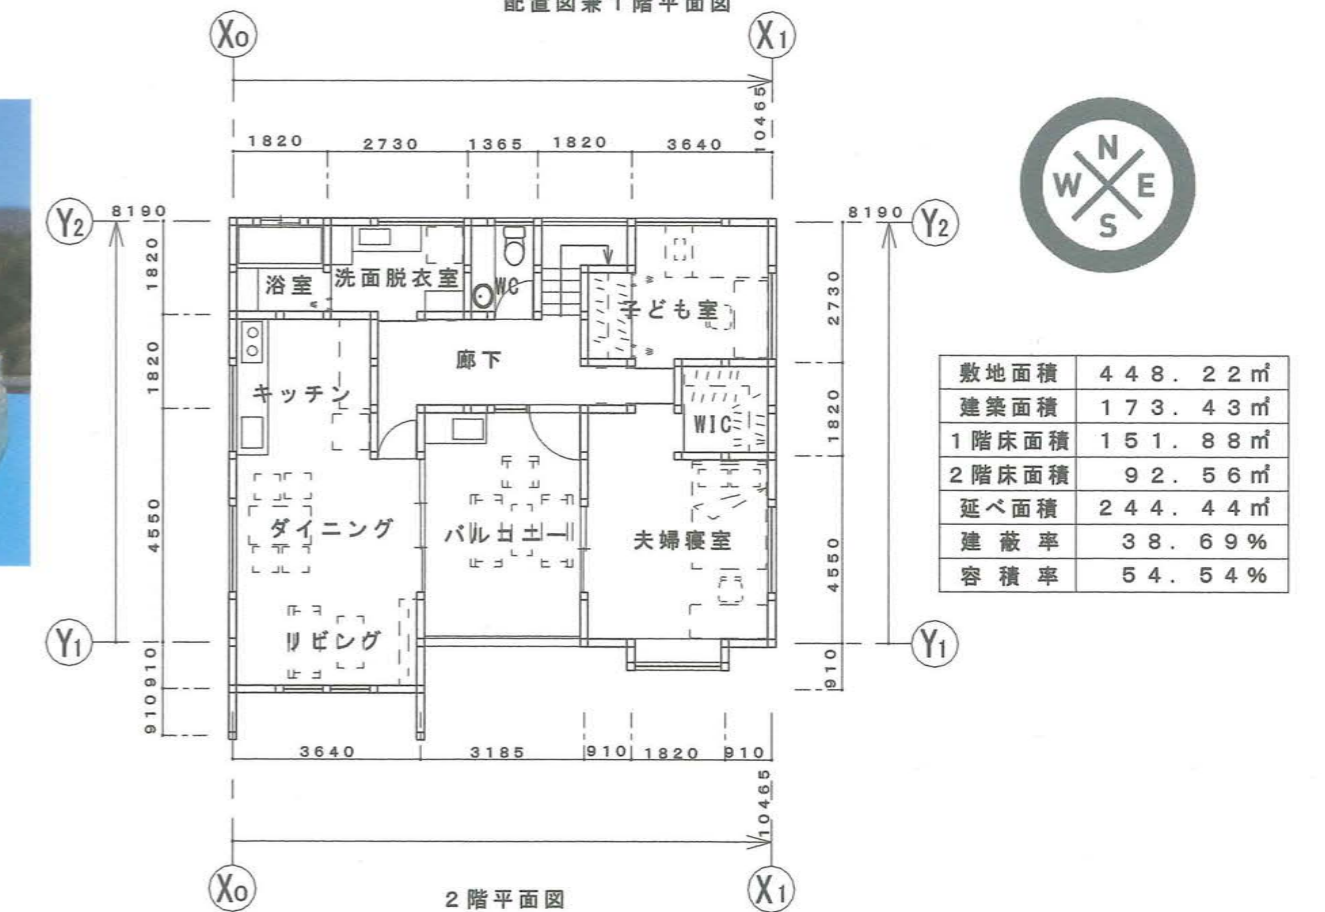 配置図兼1階平面図
X0 X1
10465
1820 2730 1365 1820 3640
Y2 8190 8190 Y2
N
W E
S
1820
1820
4550
910
910
2730
1820
4550
910
浴室 洗面脱衣室 WC 子ども室
廊下
キッチン
WIC
ダイニング バルコニー 夫婦寝室
リビング
Y1 Y1
敷地面積 448.22㎡
建築面積 173.43㎡
1階床面積 151.88㎡
2階床面積 92.56㎡
延べ面積 244.44㎡
建蔽率 38.69%
容積率 54.54%
3640 3185 910 1820 910
10465
X0 X1
2階平面図